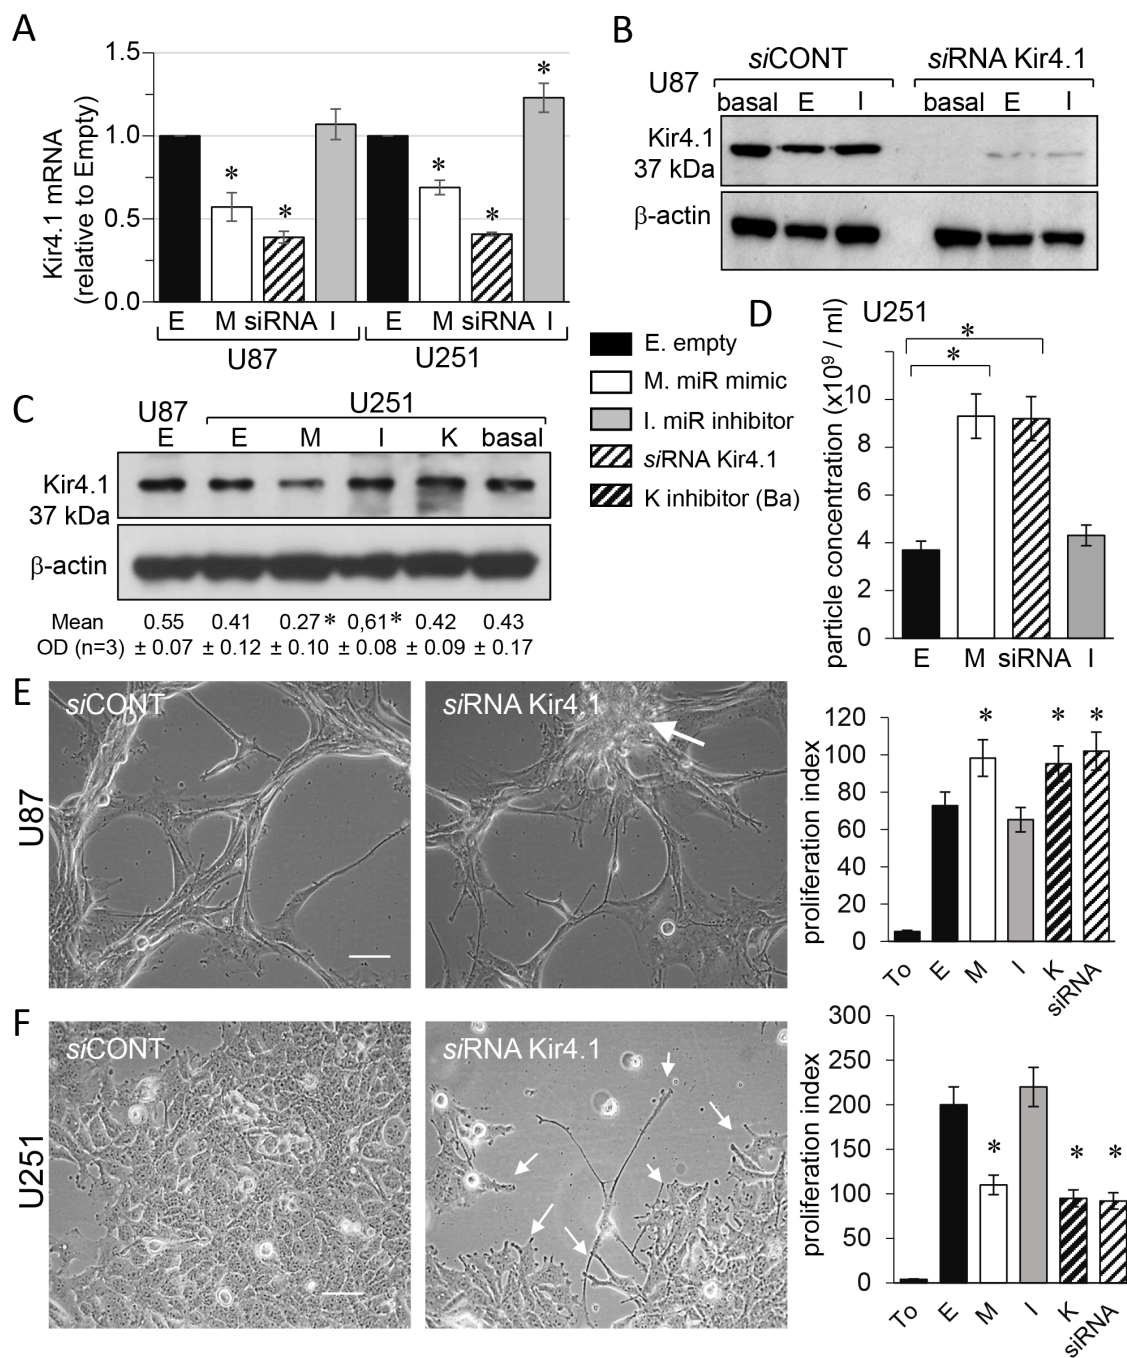 A
1.5
1.0
0.5
0.0
Kir4.1 mRNA
(relative to Empty)
*
*
*
*
*
E M siRNA I E M siRNA I
U87 U251
B
siCONT siRNA Kir4.1
U87
basal E I basal E I
Kir4.1
37 kDa
β-actin
E. empty
M. miR mimic
I. miR inhibitor
siRNA Kir4.1
K inhibitor (Ba)
C
U87 U251
E E M I K basal
Kir4.1
37 kDa
β-actin
Mean 0.55 0.41 0.27* 0,61* 0.42 0.43
OD (n=3) ± 0.07 ± 0.12 ± 0.10 ± 0.08 ± 0.09 ± 0.17
D
U251
*
*
particle concentration (x10⁹ / ml)
10
8
6
4
2
0
E M siRNA I
E
U87
siCONT
siRNA Kir4.1
proliferation index
120
100
80
60
40
20
0
* * *
To E M I K siRNA
F
U251
siCONT
siRNA Kir4.1
proliferation index
300
250
200
150
100
50
0
* * *
To E M I K siRNA